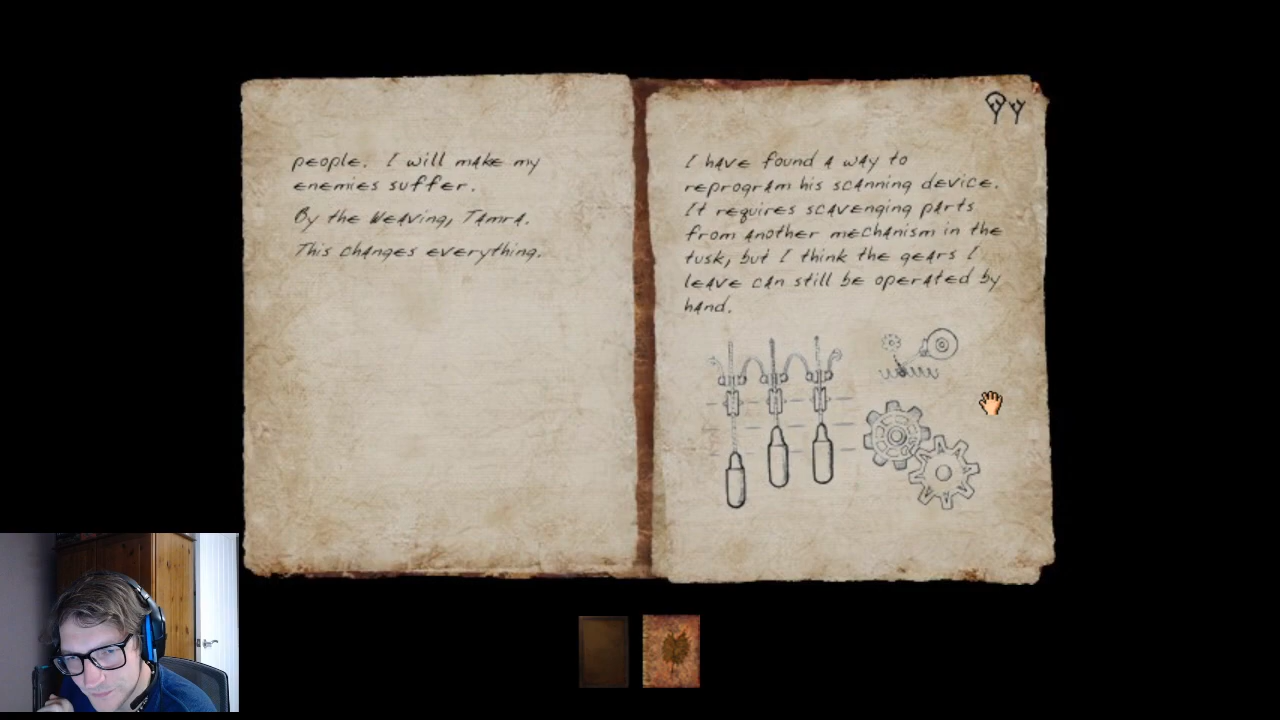 people. I will make my
enemies suffer.
By the Weaving, Tamra.
This changes everything.
I have found a way to
reprogram his scanning device.
It requires scavenging parts
from another mechanism in the
tusk, but I think the gears I
leave can still be operated by
hand.